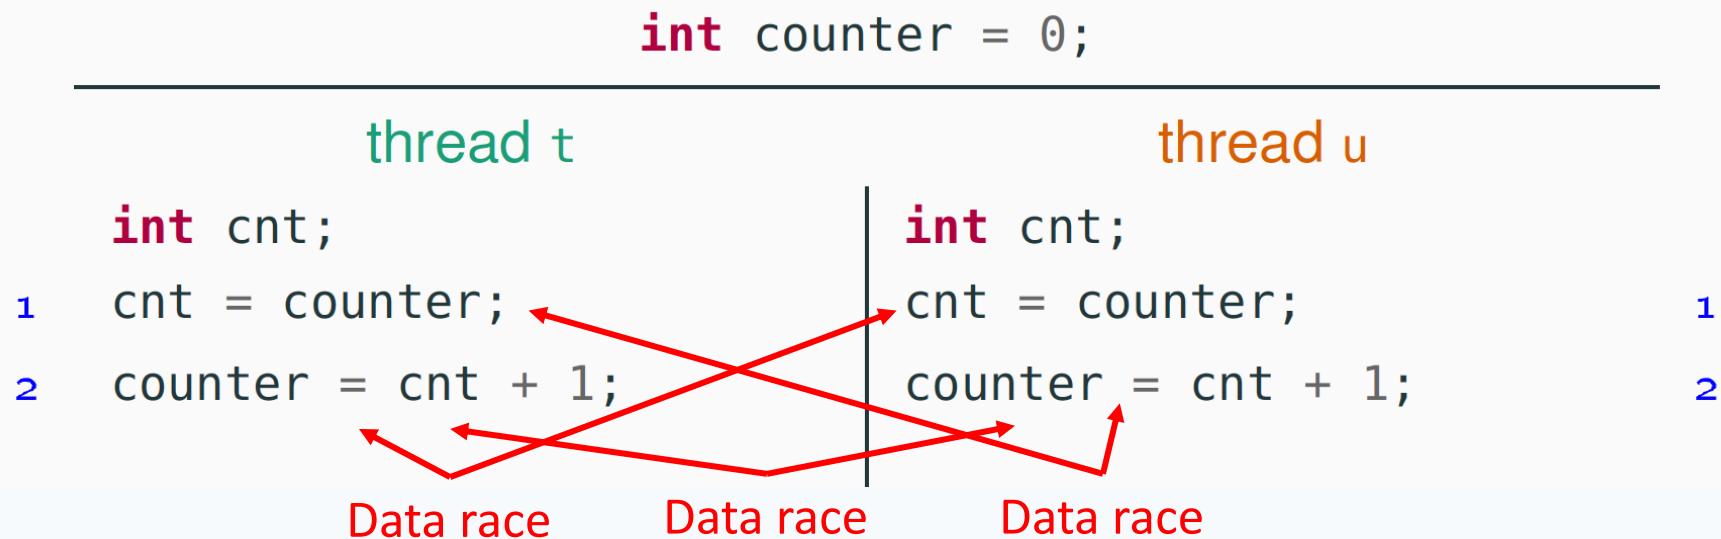 int counter = 0;
thread t
thread u
int cnt;
int cnt;
1 cnt = counter;
cnt = counter; 1
2 counter = cnt + 1;
counter = cnt + 1; 2
Data race
Data race
Data race